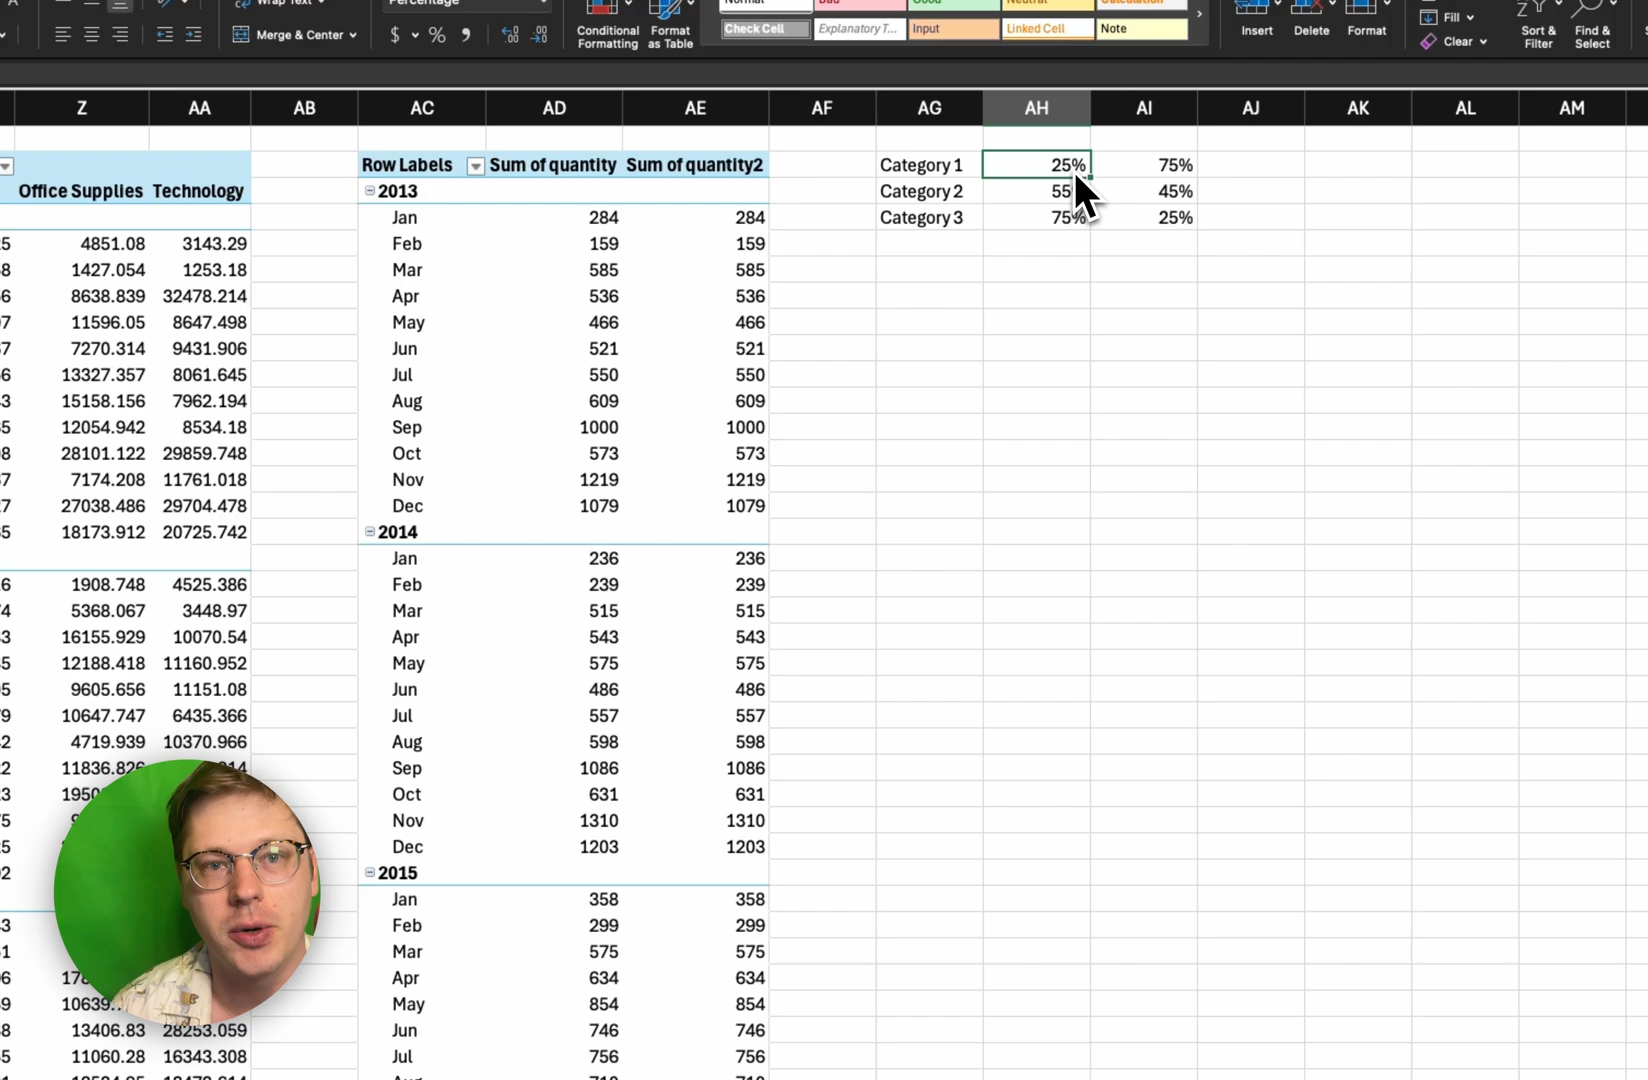 Wrap Text
Percentage
Normal Bad Good Neutral Calculation
Merge & Center $ % Conditional Formatting Format as Table Check Cell Explanatory T... Input Linked Cell Note Insert Delete Format Fill Clear Sort & Filter Find & Select
Z AA AB AC AD AE AF AG AH AI AJ AK AL AM
Row Labels Sum of quantity Sum of quantity2 Category 1 25% 75%
Office Supplies Technology 2013 Category 2 45%
Jan 284 284 Category 3 75% 25%
4851.08 3143.29 Feb 159 159
1427.054 1253.18 Mar 585 585
8638.839 32478.214 Apr 536 536
11596.05 8647.498 May 466 466
7270.314 9431.906 Jun 521 521
13327.357 8061.645 Jul 550 550
15158.156 7962.194 Aug 609 609
12054.942 8534.18 Sep 1000 1000
28101.122 29859.748 Oct 573 573
7174.208 11761.018 Nov 1219 1219
27038.486 29704.478 Dec 1079 1079
18173.912 20725.742 2014
Jan 236 236
1908.748 4525.386 Feb 239 239
5368.067 3448.97 Mar 515 515
16155.929 10070.54 Apr 543 543
12188.418 11160.952 May 575 575
9605.656 11151.08 Jun 486 486
10647.747 6435.366 Jul 557 557
4719.939 10370.966 Aug 598 598
Sep 1086 1086
Oct 631 631
Nov 1310 1310
Dec 1203 1203
2015
Jan 358 358
Feb 299 299
Mar 575 575
Apr 634 634
May 854 854
13406.83 28253.059 Jun 746 746
11060.28 16343.308 Jul 756 756